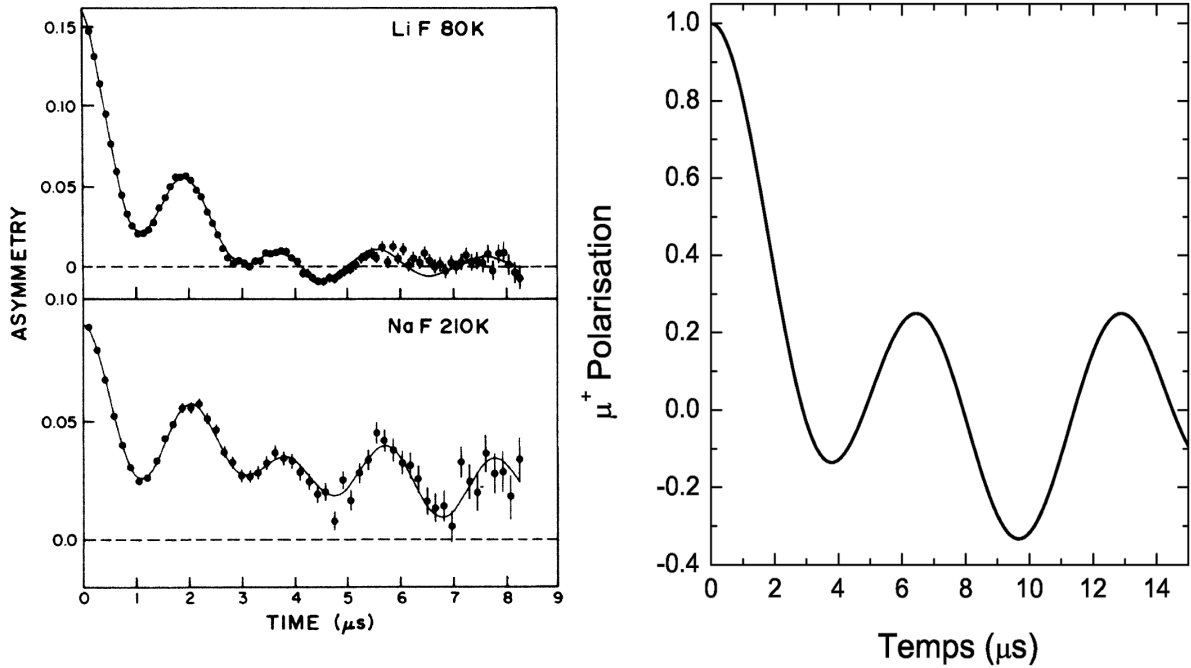 ASYMMETRY
Li F 80K
0.15
0.10
0.05
0
0.10
Na F 210K
0.05
0.0
0 1 2 3 4 5 6 7 8 9
TIME (μs)
μ+ Polarisation
1.0
0.8
0.6
0.4
0.2
0.0
-0.2
-0.4
0 2 4 6 8 10 12 14
Temps (μs)